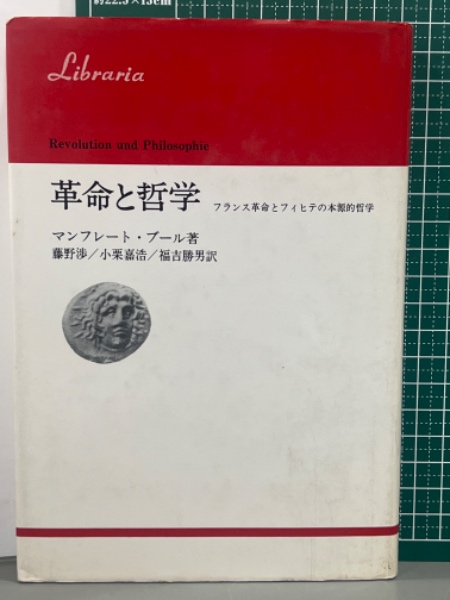 約22.5×15cm
Libraria
Revolution und Philosophie
革命と哲学 フランス革命とフィヒテの本源的哲学
マンフレート・ブール著
藤野渉／小栗嘉浩／福吉勝男訳